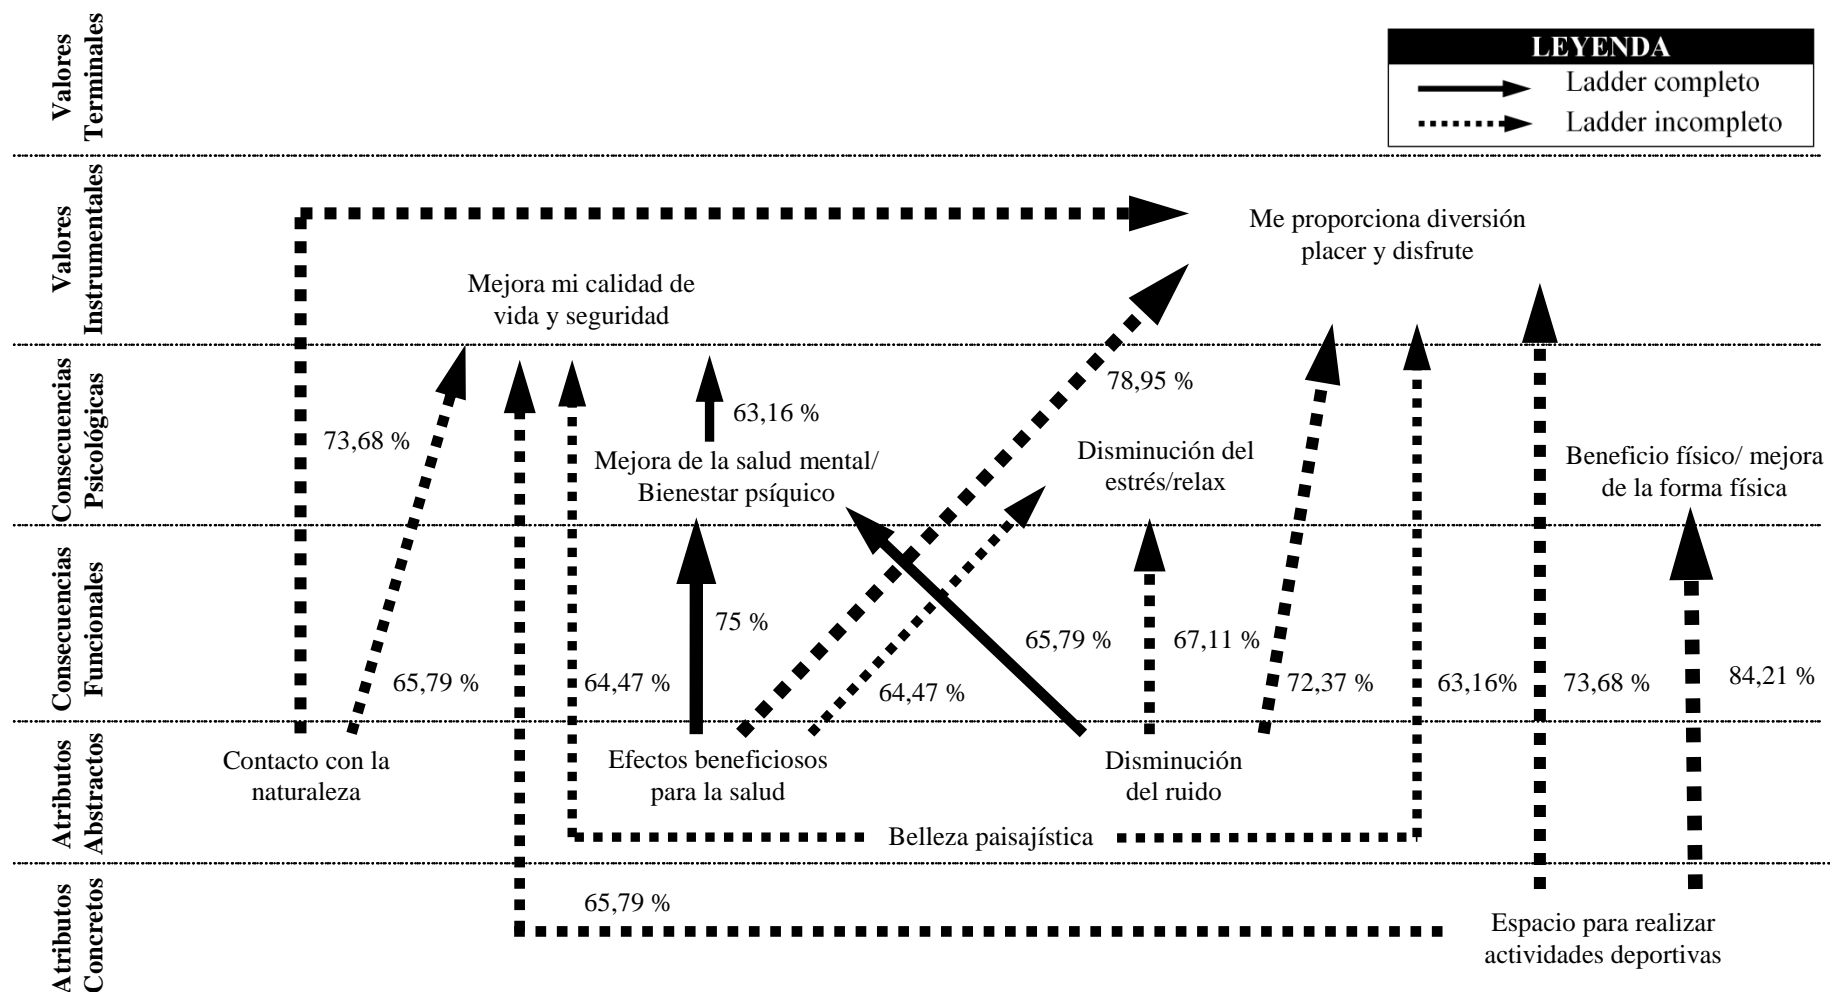 Valores
Terminales
LEYENDA
Ladder completo
Ladder incompleto
Valores
Instrumentales
Me proporciona diversión
placer y disfrute
Mejora mi calidad de
vida y seguridad
Consecuencias
Psicológicas
78,95 %
73,68 %
63,16 %
Mejora de la salud mental/
Bienestar psíquico
Disminución del
estrés/relax
Beneficio físico/ mejora
de la forma física
Consecuencias
Funcionales
75 %
65,79 %
67,11 %
65,79 %
64,47 %
64,47 %
72,37 %
63,16%
73,68 %
84,21 %
Atributos
Abstractos
Contacto con la
naturaleza
Efectos beneficiosos
para la salud
Disminución
del ruido
Belleza paisajística
Atributos
Concretos
65,79 %
Espacio para realizar
actividades deportivas